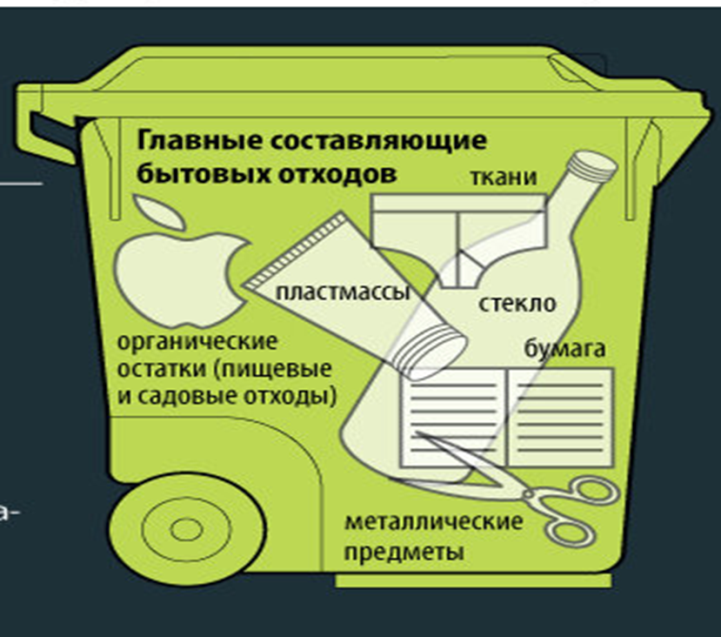 Главные составляющие
бытовых отходов
ткани
пластмассы
стекло
органические
остатки (пищевые
и садовые отходы)
бумага
а-
металлические
предметы